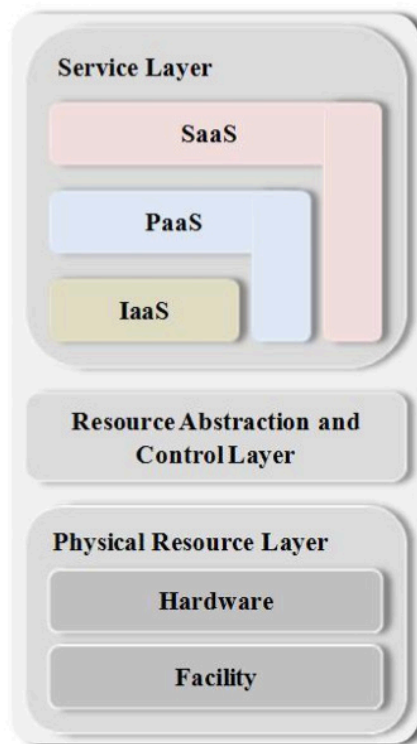 Service Layer
SaaS
PaaS
IaaS
Resource Abstraction and
Control Layer
Physical Resource Layer
Hardware
Facility